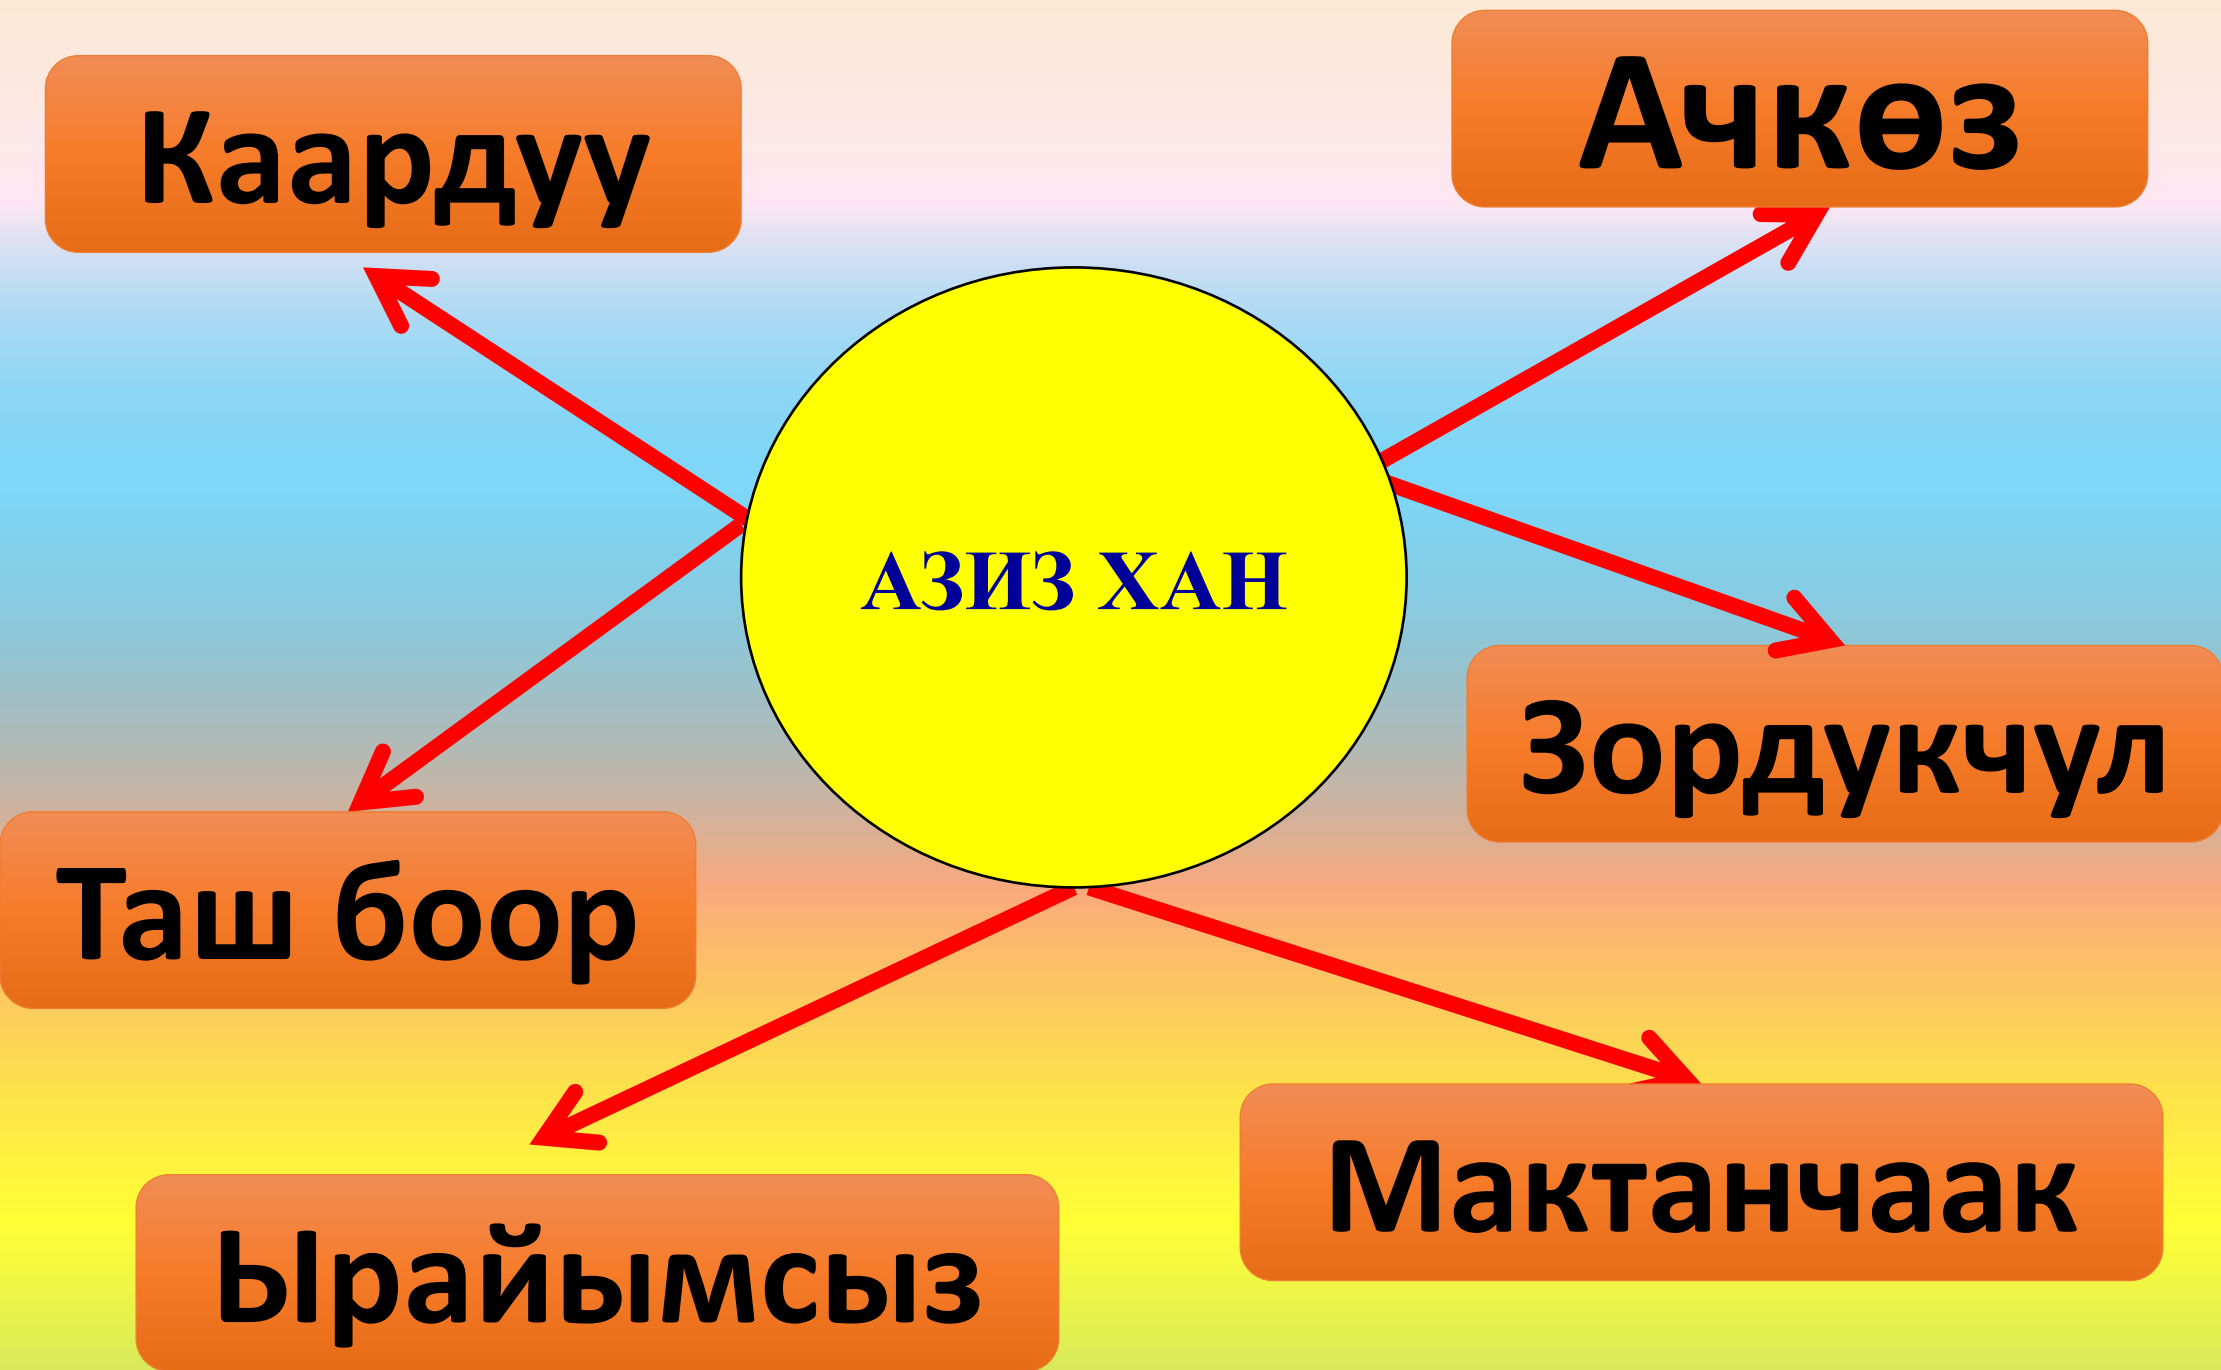 Каардуу
Ачкөз
АЗИЗ ХАН
Зордукчул
Таш боор
Мактанчаак
Ырайымсыз